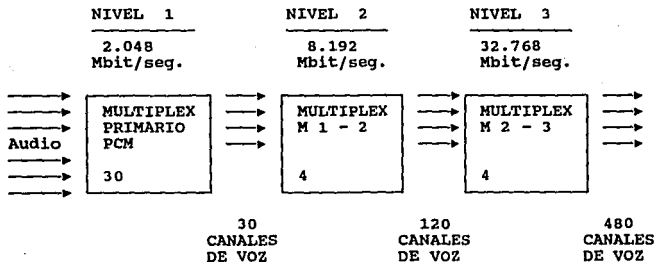 NIVEL 1
NIVEL 2
NIVEL 3
2.048
Mbit/seg.
8.192
Mbit/seg.
32.768
Mbit/seg.
Audio
MULTIPLEX
PRIMARIO
PCM
30
MULTIPLEX
M 1 - 2
4
MULTIPLEX
M 2 - 3
4
30
CANALES
DE VOZ
120
CANALES
DE VOZ
480
CANALES
DE VOZ